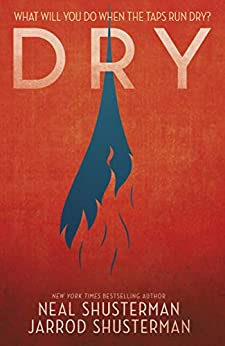 WHAT WILL YOU DO WHEN THE TAPS RUN DRY?
DRY
NEW YORK TIMES BESTSELLING AUTHOR
NEAL SHUSTERMAN
JARROD SHUSTERMAN